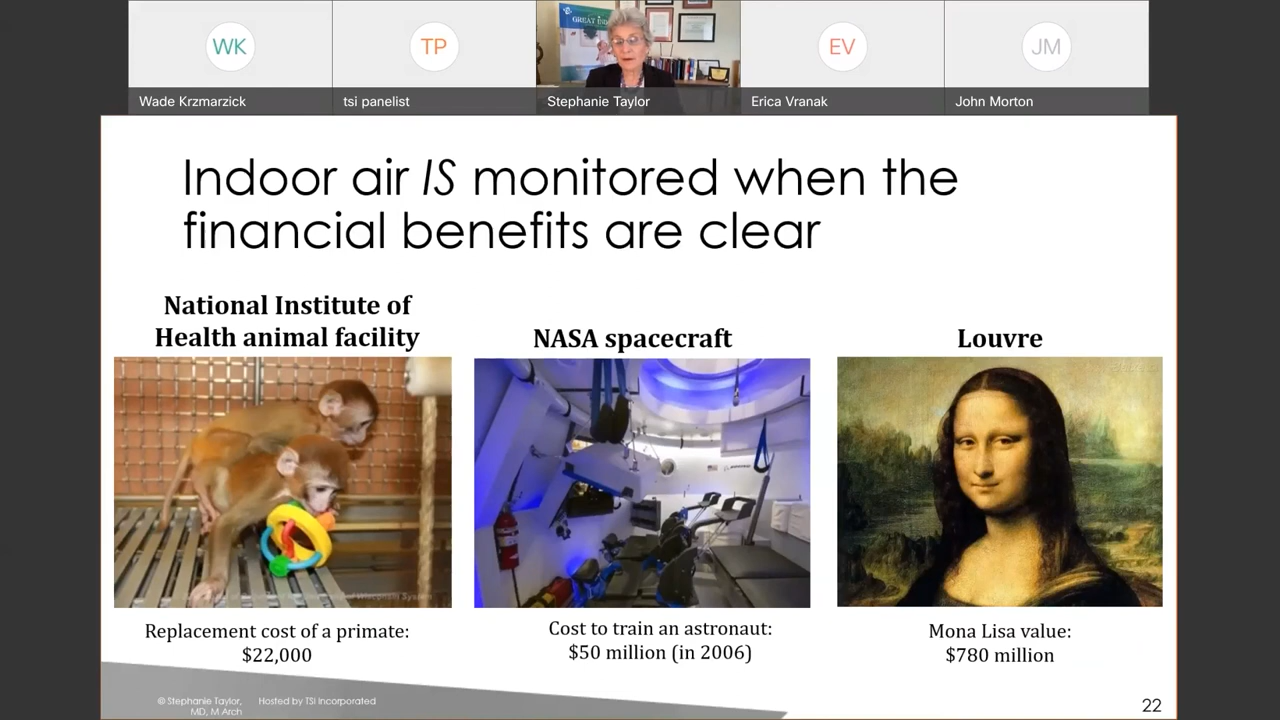 WK
TP
GREAT
EV
JM
Wade Krzmarzick
tsi panelist
Stephanie Taylor
Erica Vranak
John Morton
Indoor air IS monitored when the
financial benefits are clear
National Institute of
Health animal facility
NASA spacecraft
Louvre
Replacement cost of a primate:
$22,000
Cost to train an astronaut:
$50 million (in 2006)
Mona Lisa value:
$780 million
© Stephanie Taylor,
MD, M Arch
Hosted by TSI Incorporated
22